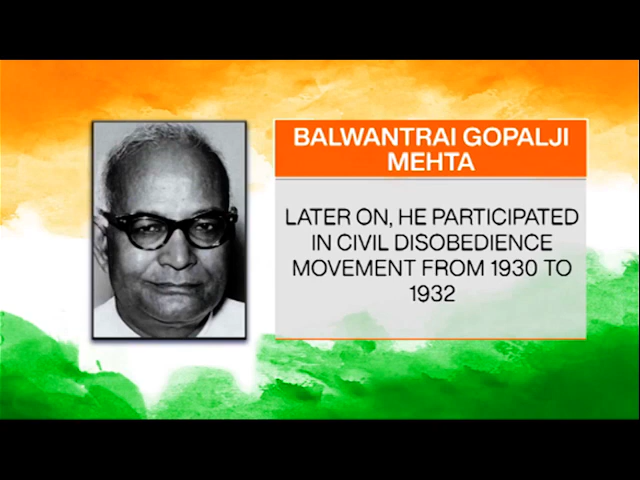 BALWANTRAI GOPALJI
MEHTA
LATER ON, HE PARTICIPATED
IN CIVIL DISOBEDIENCE
MOVEMENT FROM 1930 TO
1932